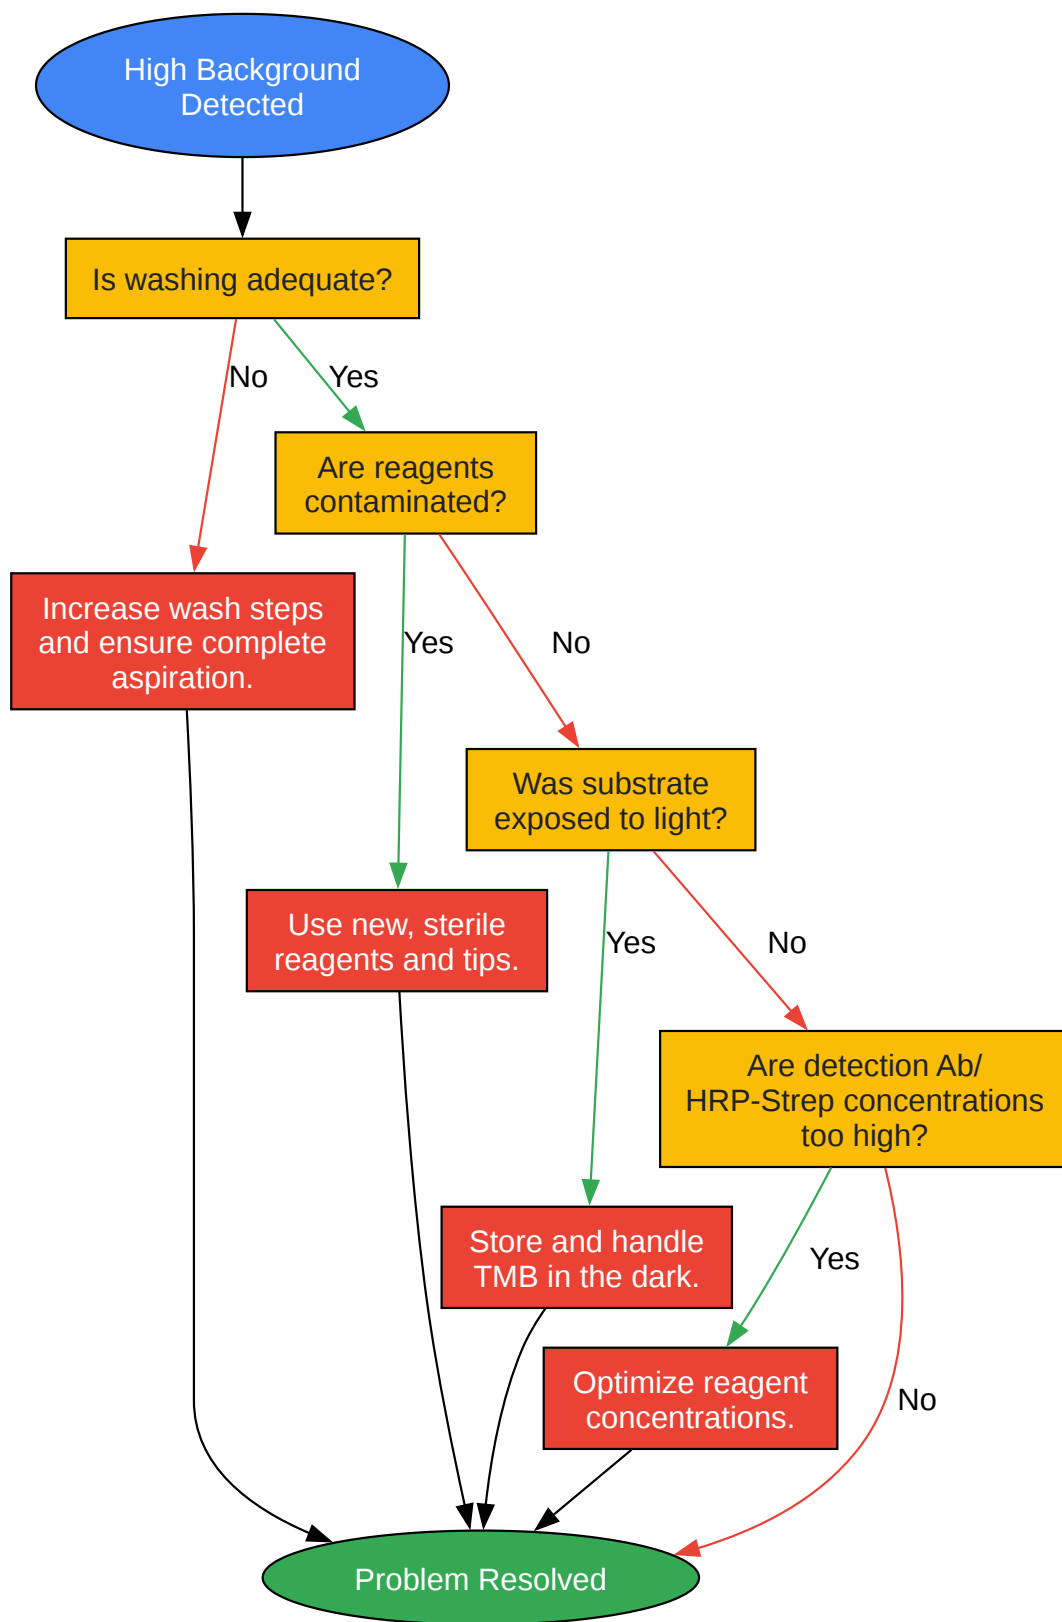 High Background
Detected
Is washing adequate?
No
Yes
Are reagents
contaminated?
Increase wash steps
and ensure complete
aspiration.
Yes
No
Was substrate
exposed to light?
Use new, sterile
reagents and tips.
Yes
No
Are detection Ab/
HRP-Strep concentrations
too high?
Store and handle
TMB in the dark.
Yes
Optimize reagent
concentrations.
No
Problem Resolved